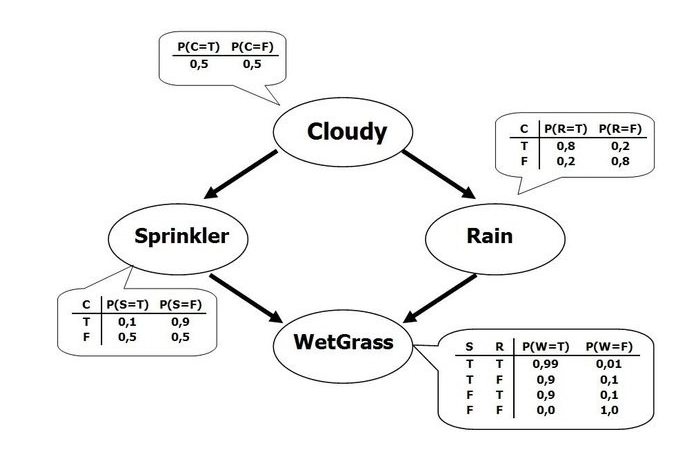 P(C=T) P(C=F)
0,5 0,5
Cloudy
C P(R=T) P(R=F)
T 0,8 0,2
F 0,2 0,8
Sprinkler
Rain
C P(S=T) P(S=F)
T 0,1 0,9
F 0,5 0,5
WetGrass
S R P(W=T) P(W=F)
T T 0,99 0,01
T F 0,9 0,1
F T 0,9 0,1
F F 0,0 1,0